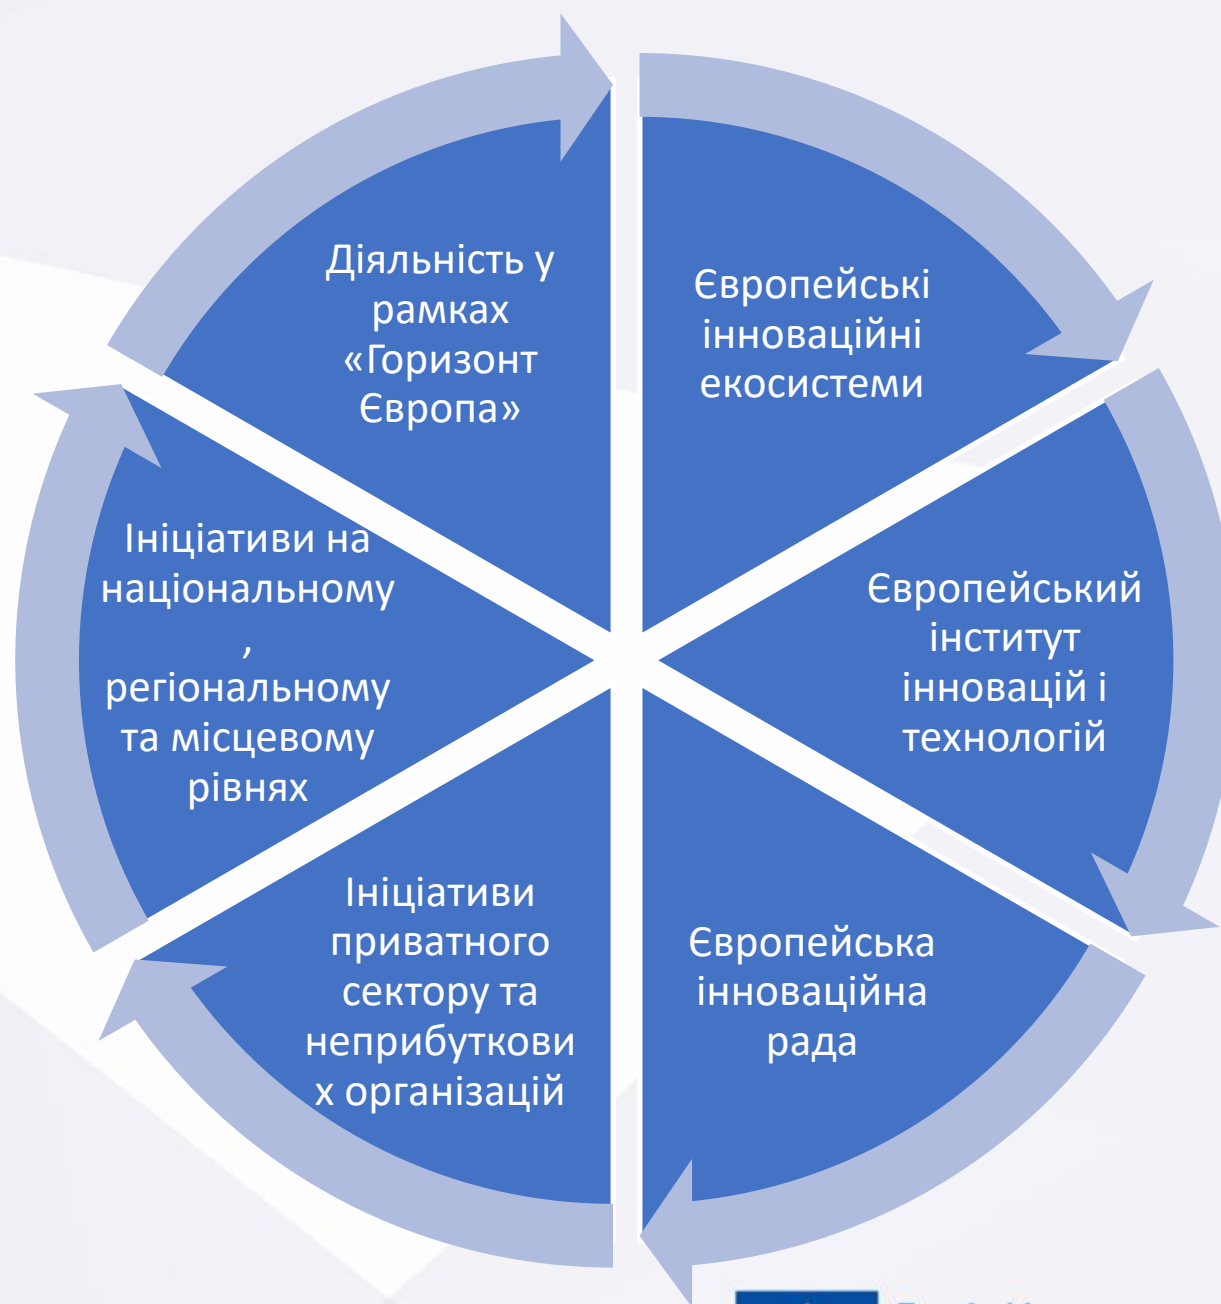 Європейські
інноваційні
екосистеми
Європейський
інститут
інновацій і
технологій
Європейська
інноваційна
рада
Ініціативи
приватного
сектору та
неприбуткови
х організацій
Ініціативи на
національному
,
регіональному
та місцевому
рівнях
Діяльність у
рамках
«Горизонт
Європа»